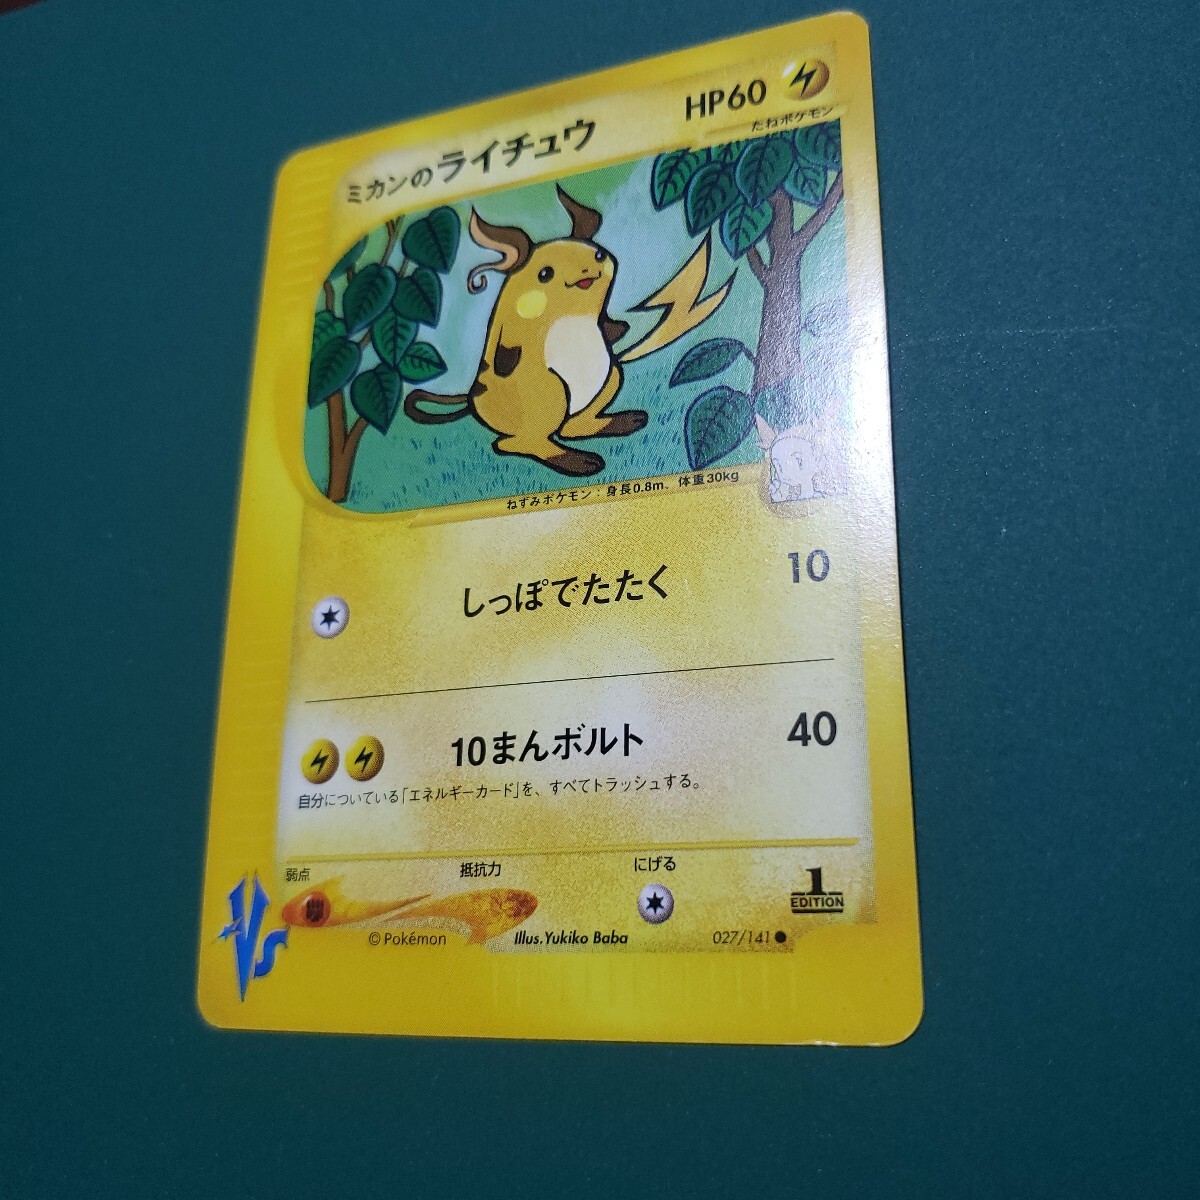 ミカンのライチュウ HP60
たねポケモン
ねずみポケモン：身長0.8m、体重30kg
しっぽでたたく 10
10まんボルト 40
自分についている「エネルギーカード」を、すべてトラッシュする。
弱点 抵抗力 にげる
1
EDITION
VS
©Pokémon Illus.Yukiko Baba 027/141●